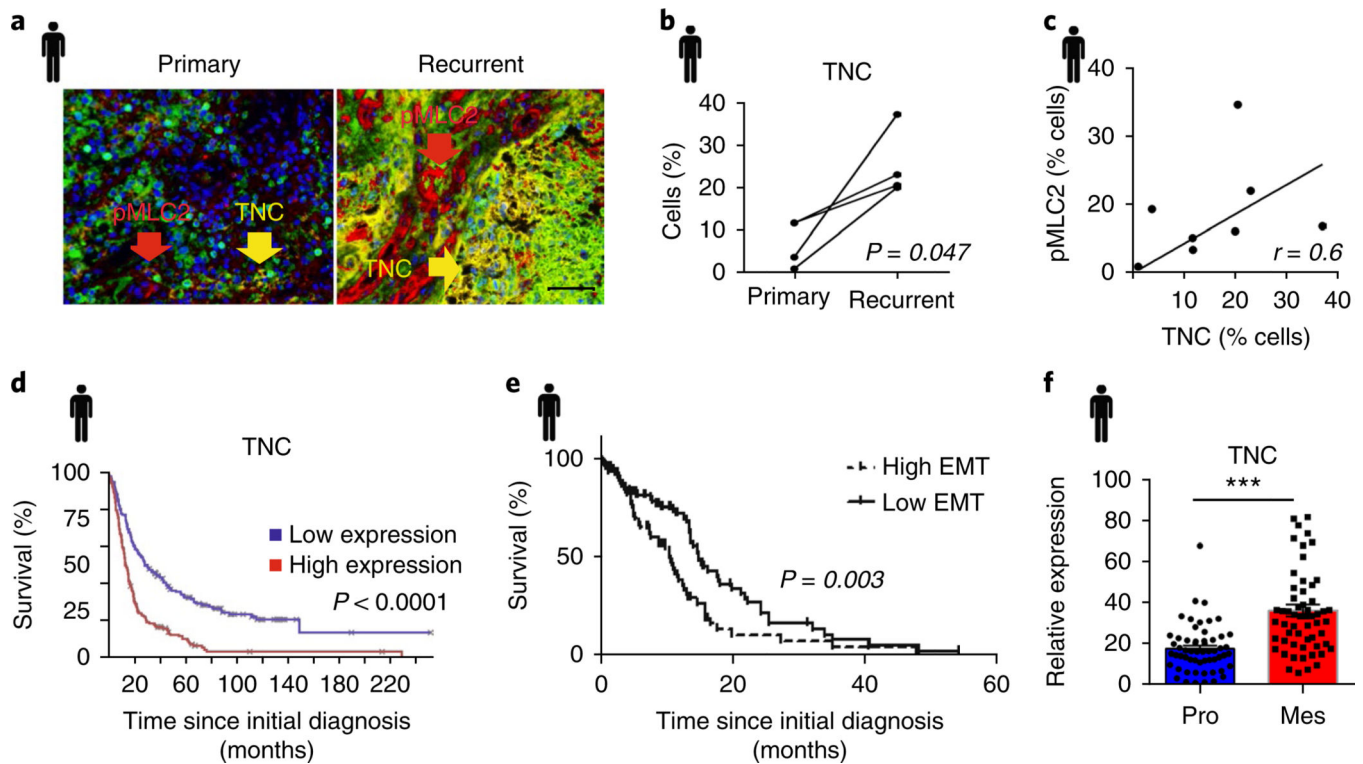 a
Primary
Recurrent
pMLC2
TNC
pMLC2
TNC
b
TNC
Cells (%)
40
30
20
10
0
P = 0.047
Primary
Recurrent
c
pMLC2 (% cells)
40
30
20
10
0
r = 0.6
10 20 30 40
TNC (% cells)
d
TNC
Survival (%)
100
75
50
25
0
Low expression
High expression
P < 0.0001
20 60 100 140 180 220
Time since initial diagnosis
(months)
e
Survival (%)
100
50
0
High EMT
Low EMT
P = 0.003
0 20 40 60
Time since initial diagnosis
(months)
f
TNC
***
Relative expression
100
80
60
40
20
0
Pro Mes